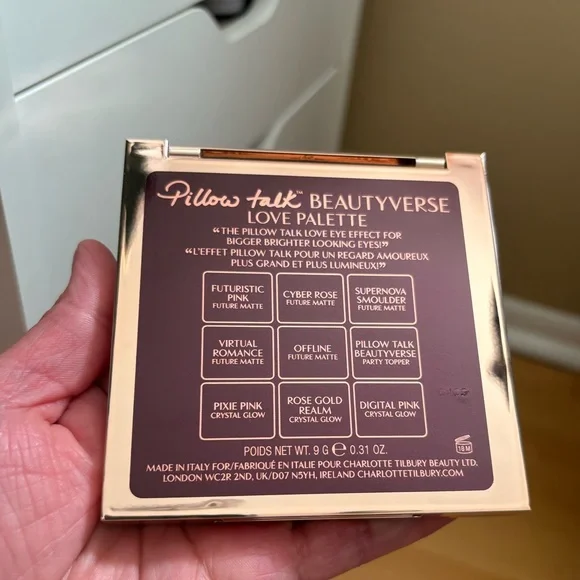 Pillow talk™ BEAUTYVERSE
LOVE PALETTE
“THE PILLOW TALK LOVE EYE EFFECT FOR
BIGGER BRIGHTER LOOKING EYES!”
“L'EFFET PILLOW TALK POUR UN REGARD AMOUREUX
PLUS GRAND ET PLUS LUMINEUX!”
FUTURISTIC
PINK
FUTURE MATTE
CYBER ROSE
FUTURE MATTE
SUPERNOVA
SMOULDER
FUTURE MATTE
VIRTUAL
ROMANCE
FUTURE MATTE
OFFLINE
FUTURE MATTE
PILLOW TALK
BEAUTYVERSE
PARTY TOPPER
PIXIE PINK
CRYSTAL GLOW
ROSE GOLD
REALM
CRYSTAL GLOW
DIGITAL PINK
CRYSTAL GLOW
POIDS NET WT. 9 G ℮ 0.31 OZ.
18 M
MADE IN ITALY FOR/FABRIQUÉ EN ITALIE POUR CHARLOTTE TILBURY BEAUTY LTD.
LONDON WC2R 2ND, UK/D07 N5YH, IRELAND CHARLOTTETILBURY.COM